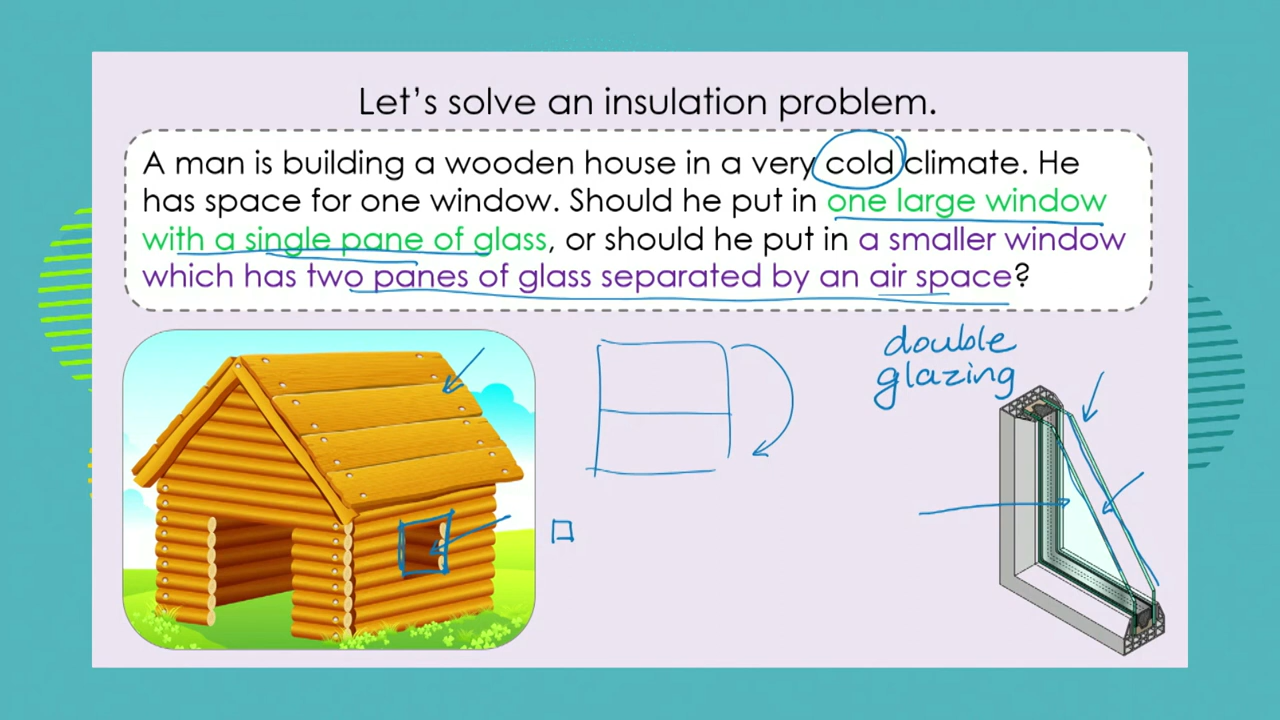 Let's solve an insulation problem.
A man is building a wooden house in a very cold climate. He
has space for one window. Should he put in one large window
with a single pane of glass, or should he put in a smaller window
which has two panes of glass separated by an air space?
double
glazing